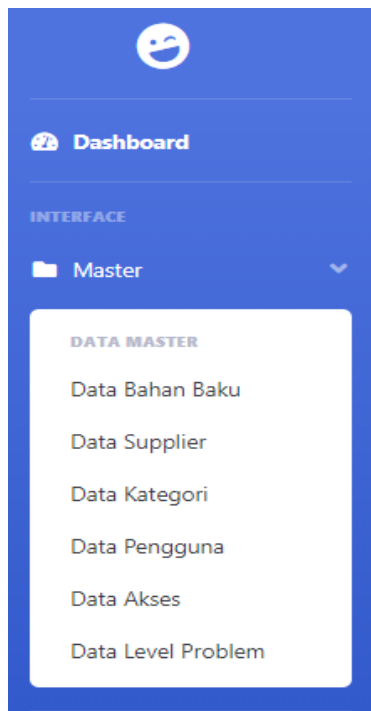 Dashboard
INTERFACE
Master
DATA MASTER
Data Bahan Baku
Data Supplier
Data Kategori
Data Pengguna
Data Akses
Data Level Problem